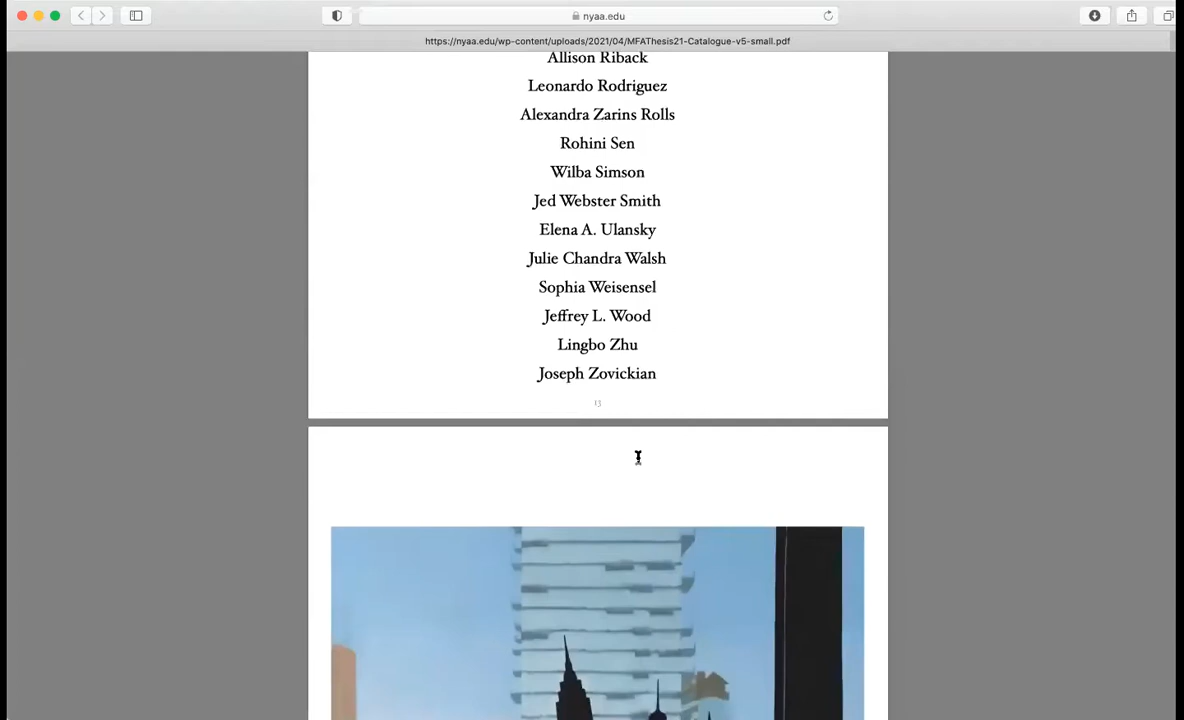 nyaa.edu
https://nyaa.edu/wp-content/uploads/2021/04/MFAThesis21-Catalogue-v5-small.pdf
Allison Riback
Leonardo Rodriguez
Alexandra Zarins Rolls
Rohini Sen
Wilba Simson
Jed Webster Smith
Elena A. Ulansky
Julie Chandra Walsh
Sophia Weisensel
Jeffrey L. Wood
Lingbo Zhu
Joseph Zovickian
13